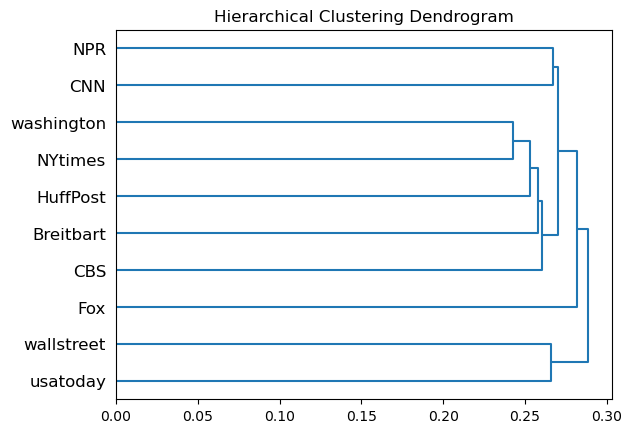 Hierarchical Clustering Dendrogram
NPR
CNN
washington
NYtimes
HuffPost
Breitbart
CBS
Fox
wallstreet
usatoday
0.00 0.05 0.10 0.15 0.20 0.25 0.30